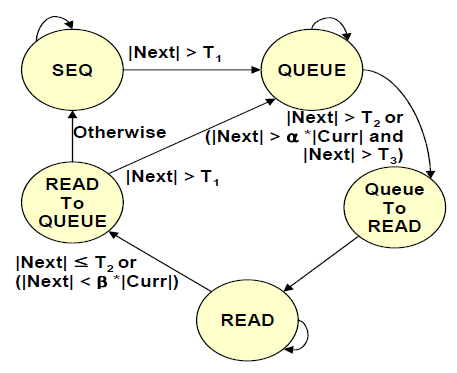 |Next| > T₁
SEQ
QUEUE
|Next| > T₂ or
(|Next| > α *|Curr| and
|Next| > T₃)
Otherwise
|Next| > T₁
READ
To
QUEUE
Queue
To
READ
|Next| ≤ T₂ or
(|Next| < β *|Curr|)
READ